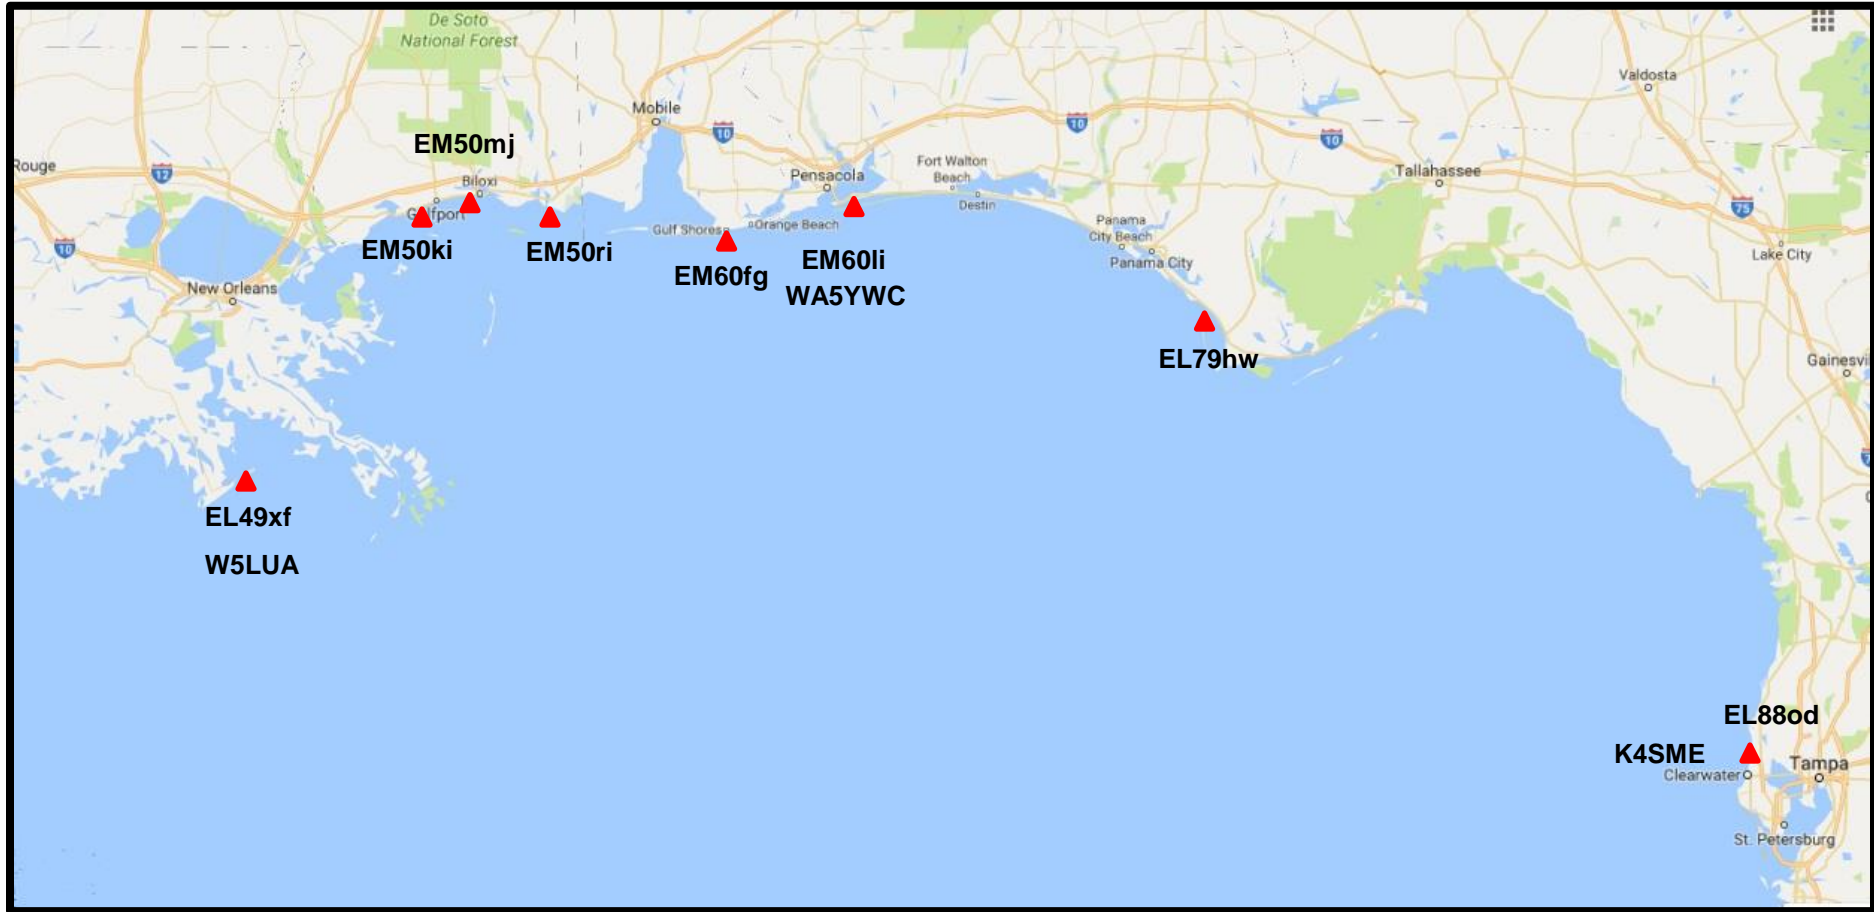 De Soto
National Forest
Valdosta
Mobile
10
10
10
EM50mj
Rouge
12
Biloxi
Pensacola
Fort Walton
Beach
Destin
Tallahassee
75
Gulfport
Gulf Shores
Orange Beach
Panama
City Beach
Panama City
Lake City
10
EM50ki
EM50ri
EM60fg
EM60li
WA5YWC
New Orleans
EL79hw
Gainesvi
EL49xf
W5LUA
EL88od
K4SME
Clearwater
Tampa
St. Petersburg